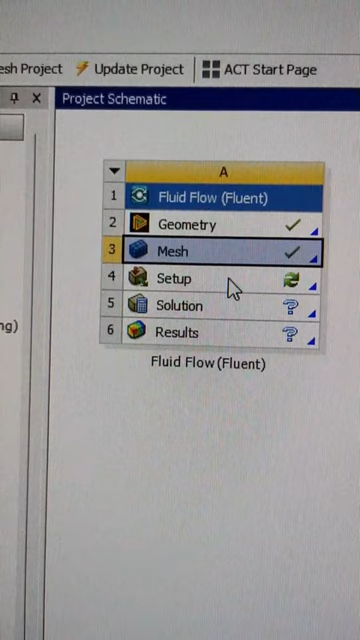 esh Project Update Project ACT Start Page
Project Schematic
A
1 Fluid Flow (Fluent)
2 Geometry
3 Mesh
4 Setup
5 Solution
6 Results
Fluid Flow (Fluent)
ng)